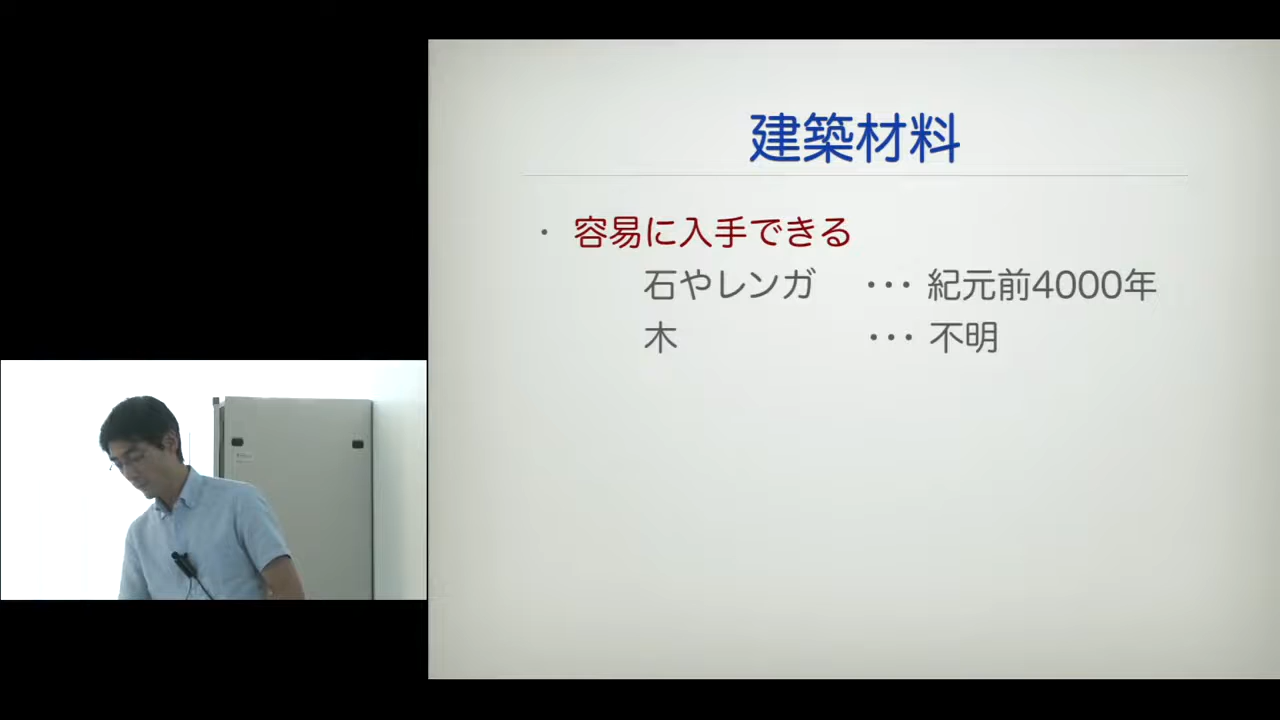 建築材料
・ 容易に入手できる
石やレンガ ・・・ 紀元前4000年
木 ・・・ 不明